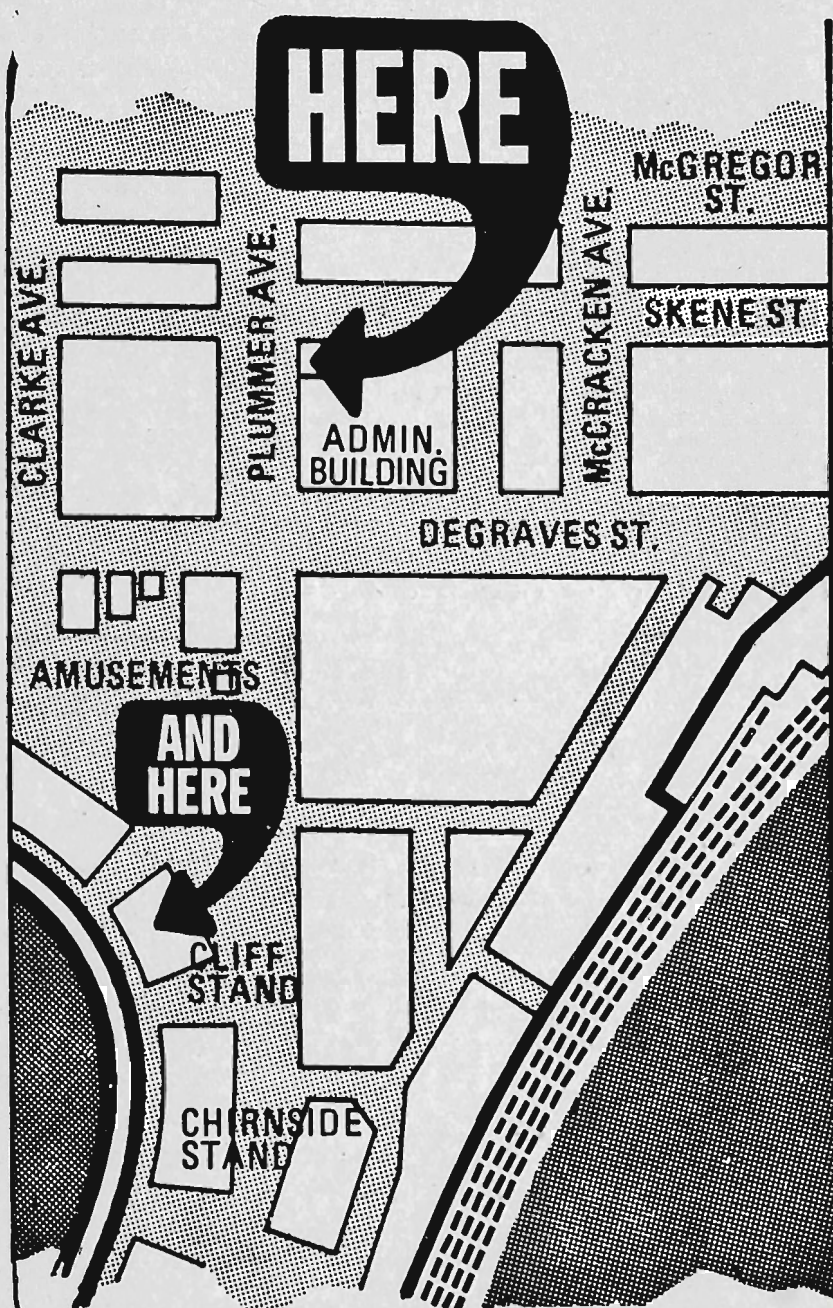 HERE
McGREGOR
ST.
CLARKE AVE.
PLUMMER AVE.
McCRACKEN AVE.
SKENE ST
ADMIN.
BUILDING
DEGRAVES ST.
AMUSEMENTS
AND
HERE
CLIFF
STAND
CHIRNSIDE
STAND